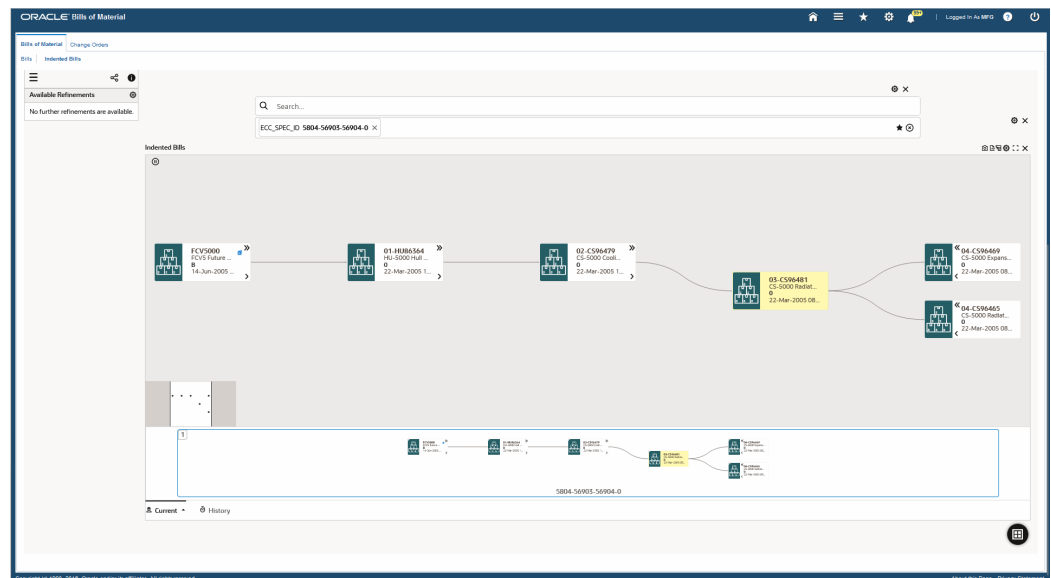 ORACLE Bills of Material
99+
Logged In As MFG
Bills of Material Change Orders
Bills Indented Bills
Available Refinements
No further refinements are available.
Search...
ECC_SPEC_ID 5804-56903-56904-0
Indented Bills
FCV5000
FCV5 Future ...
B
14-Jun-2005 ...
01-HU86364
HU-5000 Hull ...
0
22-Mar-2005 1...
02-CS96479
CS-5000 Cooli...
0
22-Mar-2005 1...
03-CS96481
CS-5000 Radiat...
0
22-Mar-2005 08...
04-CS96469
CS-5000 Expans...
0
22-Mar-2005 08...
04-CS96465
CS-5000 Radiat...
0
22-Mar-2005 08...
1
5804-56903-56904-0
Current History